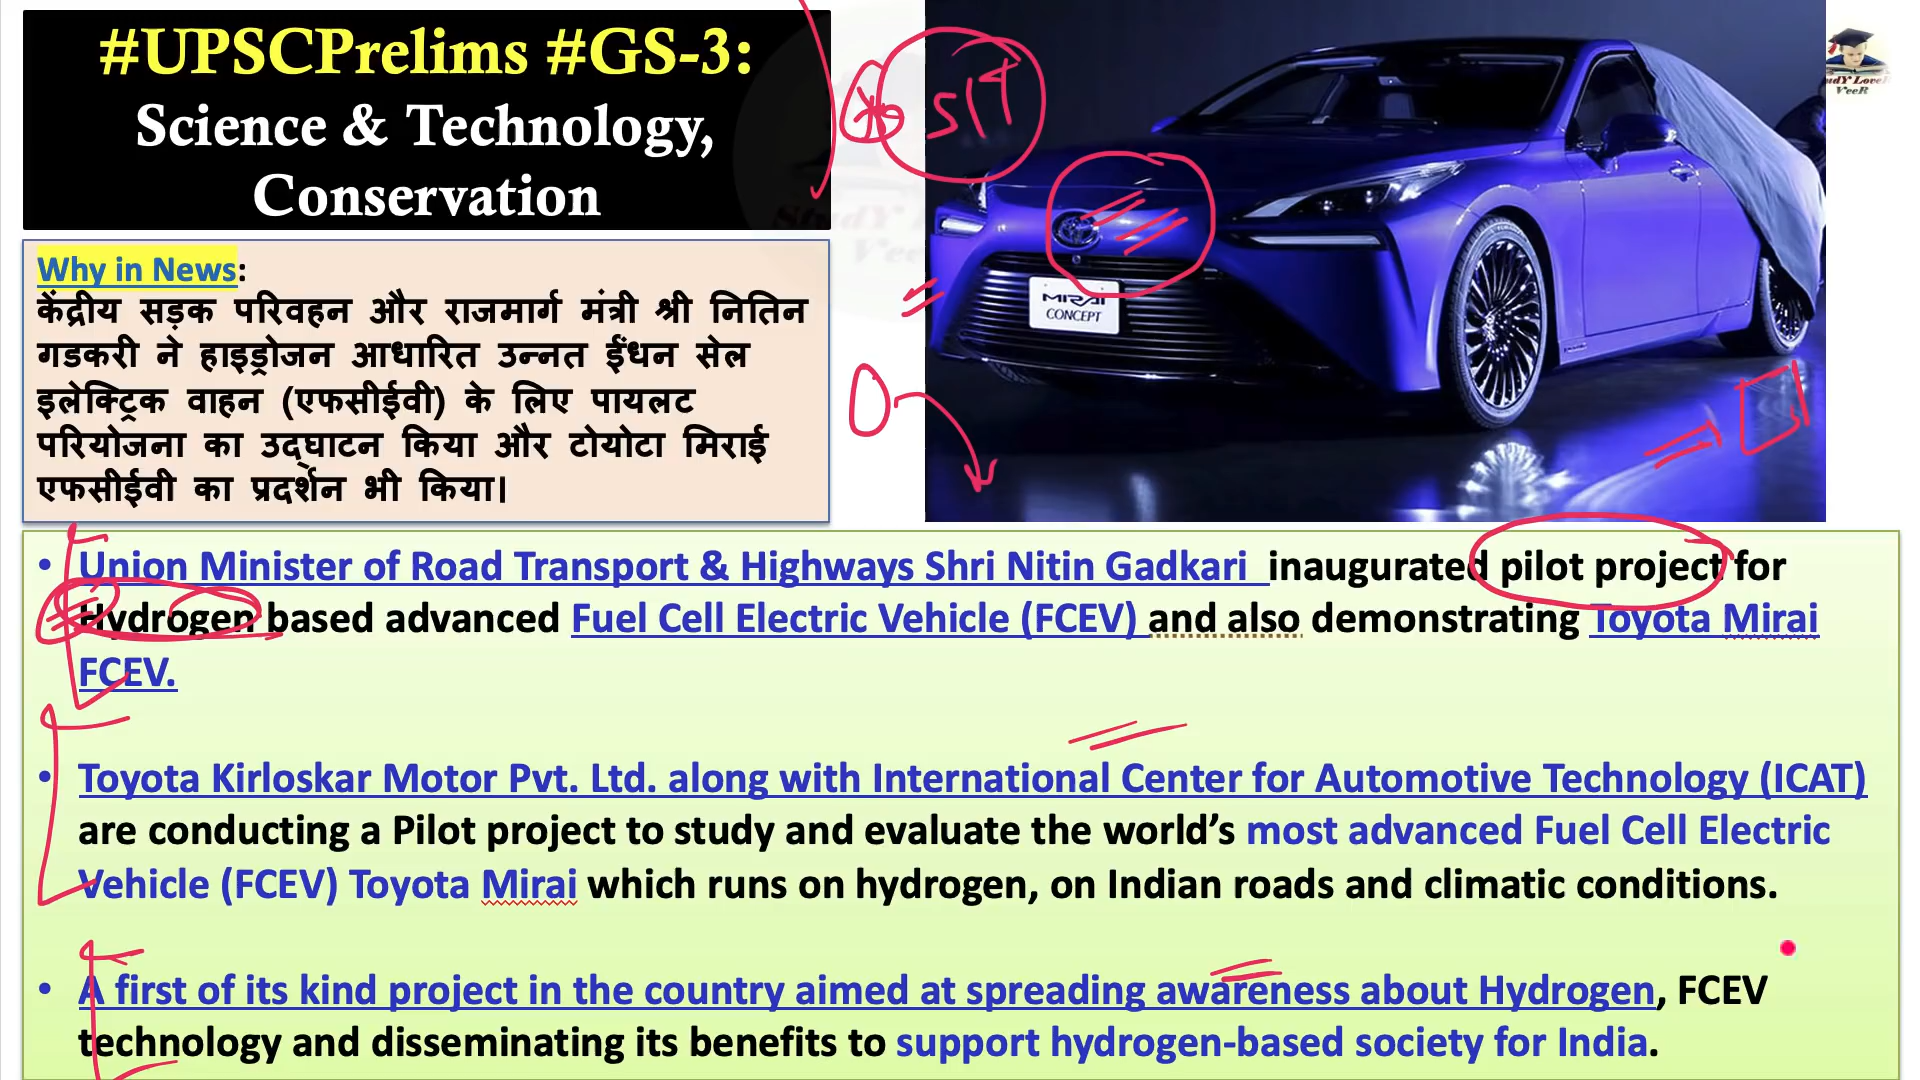 #UPSCPrelims #GS-3:
Science & Technology,
Conservation
Why in News:
केंद्रीय सड़क परिवहन और राजमार्ग मंत्री श्री नितिन
गडकरी ने हाइड्रोजन आधारित उन्नत ईंधन सेल
इलेक्ट्रिक वाहन (एफसीईवी) के लिए पायलट
परियोजना का उद्घाटन किया और टोयोटा मिराई
एफसीईवी का प्रदर्शन भी किया।
MIRAI
CONCEPT
StudY LoveR
VeeR
StudY LoveR
VeeR
• Union Minister of Road Transport & Highways Shri Nitin Gadkari inaugurated pilot project for
Hydrogen based advanced Fuel Cell Electric Vehicle (FCEV) and also demonstrating Toyota Mirai
FCEV.
• Toyota Kirloskar Motor Pvt. Ltd. along with International Center for Automotive Technology (ICAT)
are conducting a Pilot project to study and evaluate the world’s most advanced Fuel Cell Electric
Vehicle (FCEV) Toyota Mirai which runs on hydrogen, on Indian roads and climatic conditions.
• A first of its kind project in the country aimed at spreading awareness about Hydrogen, FCEV
technology and disseminating its benefits to support hydrogen-based society for India.